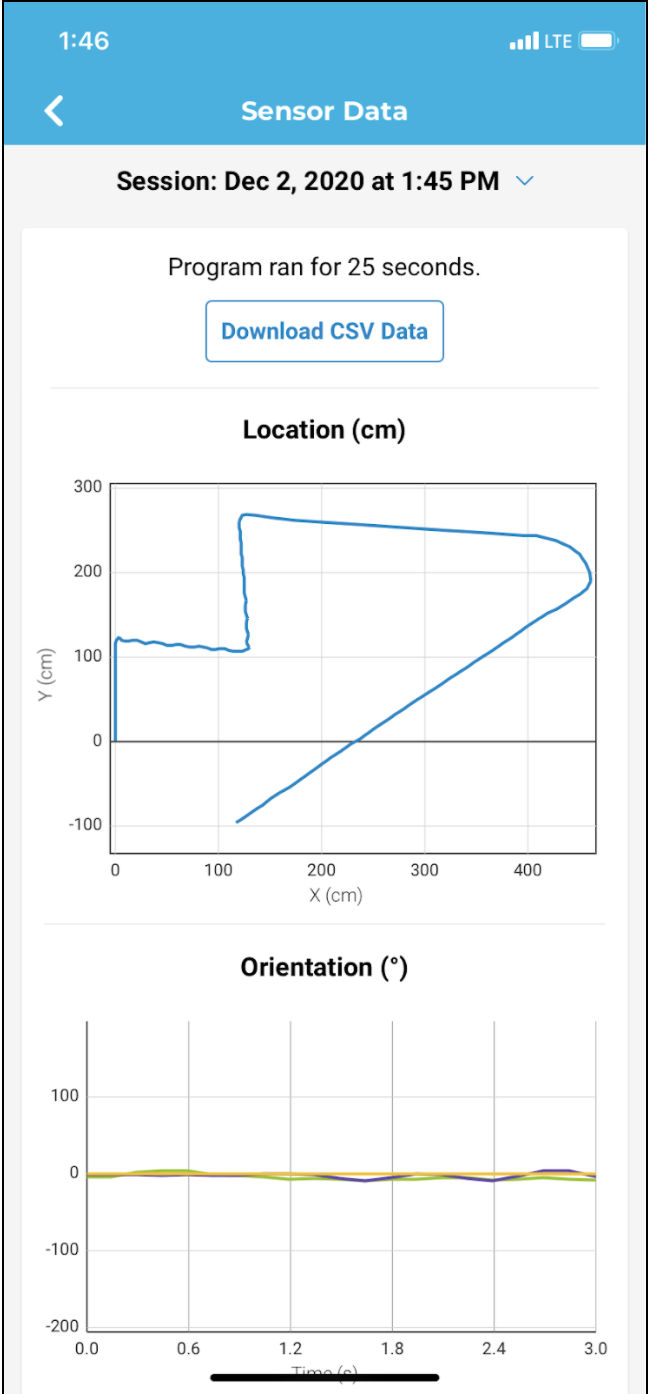 1:46
LTE
Sensor Data
Session: Dec 2, 2020 at 1:45 PM
Program ran for 25 seconds.
Download CSV Data
Location (cm)
300
200
100
0
-100
Y (cm)
0 100 200 300 400
X (cm)
Orientation (°)
100
0
-100
-200
0.0 0.6 1.2 1.8 2.4 3.0
Time (s)